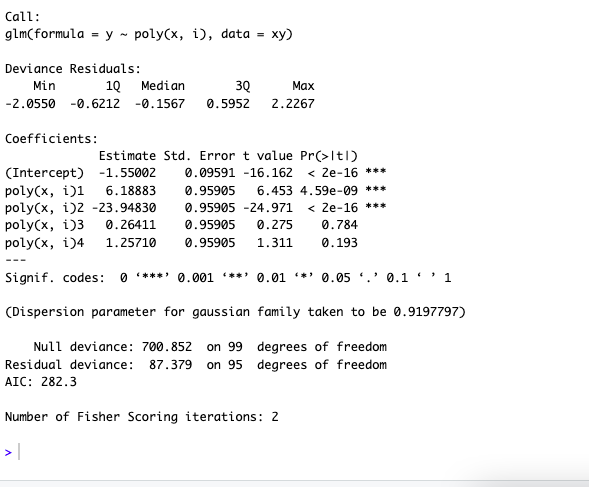 Call:
glm(formula = y ~ poly(x, i), data = xy)
Deviance Residuals:
Min 1Q Median 3Q Max
-2.0550 -0.6212 -0.1567 0.5952 2.2267
Coefficients:
Estimate Std. Error t value Pr(>|t|)
(Intercept) -1.55002 0.09591 -16.162 < 2e-16 ***
poly(x, i)1 6.18883 0.95905 6.453 4.59e-09 ***
poly(x, i)2 -23.94830 0.95905 -24.971 < 2e-16 ***
poly(x, i)3 0.26411 0.95905 0.275 0.784
poly(x, i)4 1.25710 0.95905 1.311 0.193
---
Signif. codes: 0 ‘***’ 0.001 ‘**’ 0.01 ‘*’ 0.05 ‘.’ 0.1 ‘ ’ 1
(Dispersion parameter for gaussian family taken to be 0.9197797)
Null deviance: 700.852 on 99 degrees of freedom
Residual deviance: 87.379 on 95 degrees of freedom
AIC: 282.3
Number of Fisher Scoring iterations: 2
>